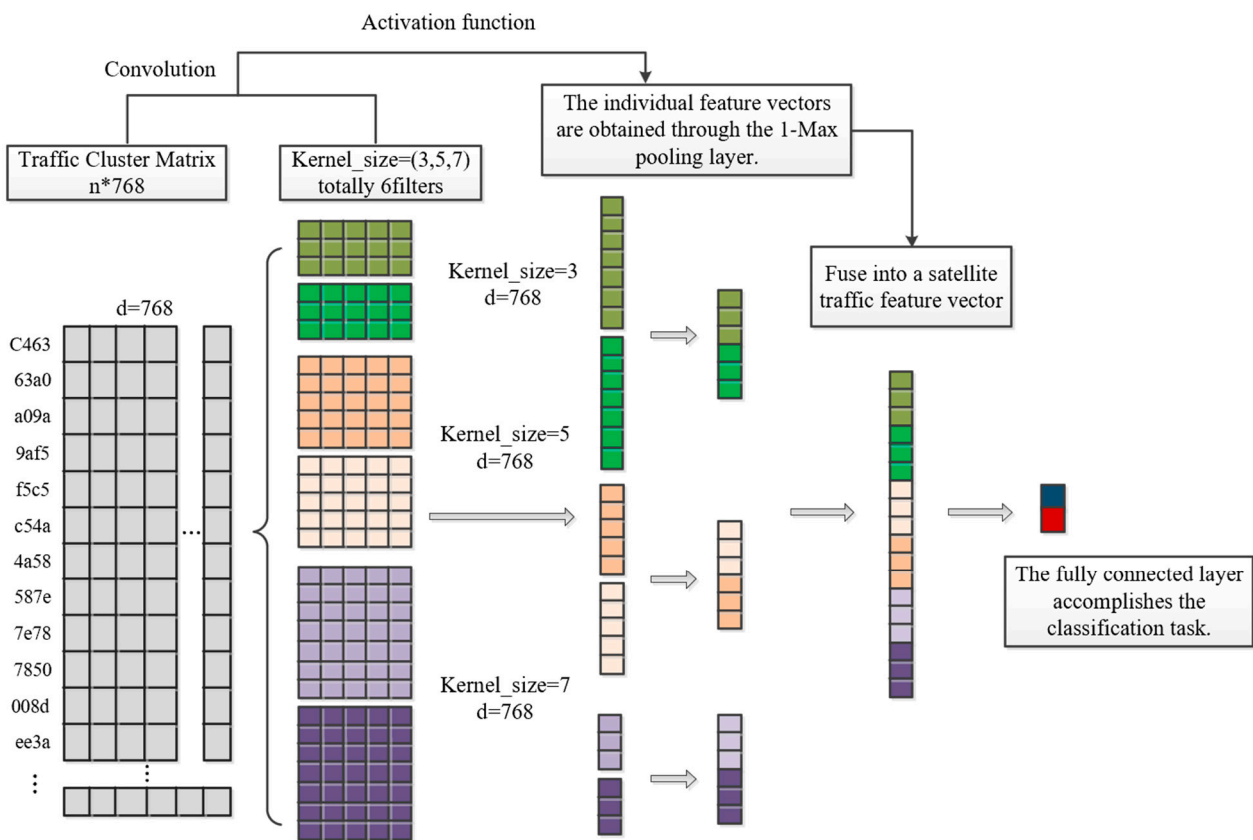 Activation function
Convolution
Traffic Cluster Matrix
n*768
Kernel_size=(3,5,7)
totally 6filters
The individual feature vectors
are obtained through the 1-Max
pooling layer.
Fuse into a satellite
traffic feature vector
d=768
C463
63a0
a09a
9af5
f5c5
c54a
4a58
587e
7e78
7850
008d
ee3a
...
...
...
Kernel_size=3
d=768
Kernel_size=5
d=768
Kernel_size=7
d=768
The fully connected layer
accomplishes the
classification task.